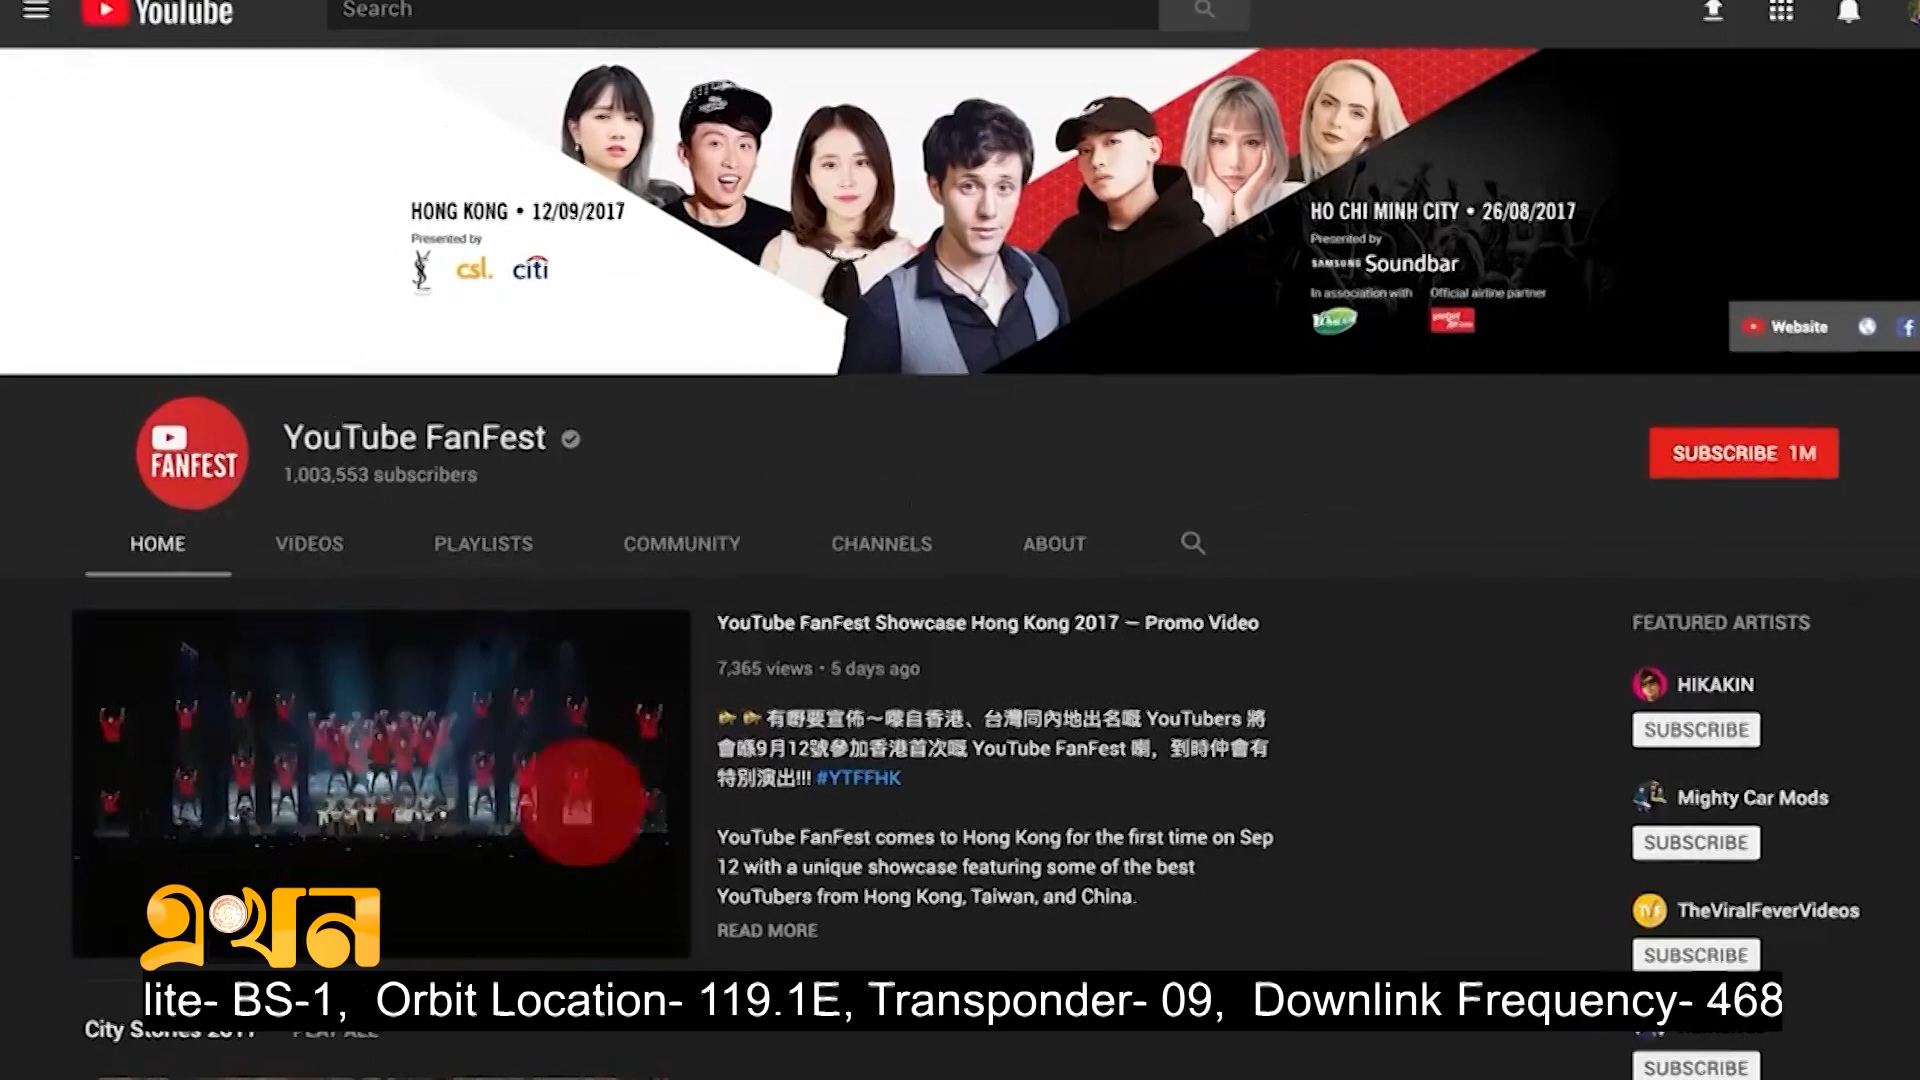 YouTube
Search
HONG KONG • 12/09/2017
Presented by
YSL csl. citi
HO CHI MINH CITY • 26/08/2017
Presented by
SAMSUNG Soundbar
In association with Official airline partner
Website
FANFEST
YouTube FanFest
1,003,553 subscribers
SUBSCRIBE 1M
HOME VIDEOS PLAYLISTS COMMUNITY CHANNELS ABOUT
YouTube FanFest Showcase Hong Kong 2017 – Promo Video
7,365 views • 5 days ago
有嘢要宣佈～嚟自香港、台灣同內地出名嘅 YouTubers 將
會喺9月12號參加香港首次嘅 YouTube FanFest 喇，到時仲會有
特別演出!!! #YTFFHK
YouTube FanFest comes to Hong Kong for the first time on Sep
12 with a unique showcase featuring some of the best
YouTubers from Hong Kong, Taiwan, and China.
READ MORE
FEATURED ARTISTS
HIKAKIN
SUBSCRIBE
Mighty Car Mods
SUBSCRIBE
TheViralFeverVideos
SUBSCRIBE
SUBSCRIBE
এখন
lite- BS-1, Orbit Location- 119.1E, Transponder- 09, Downlink Frequency- 468
City Stories 2017 PLAY ALL